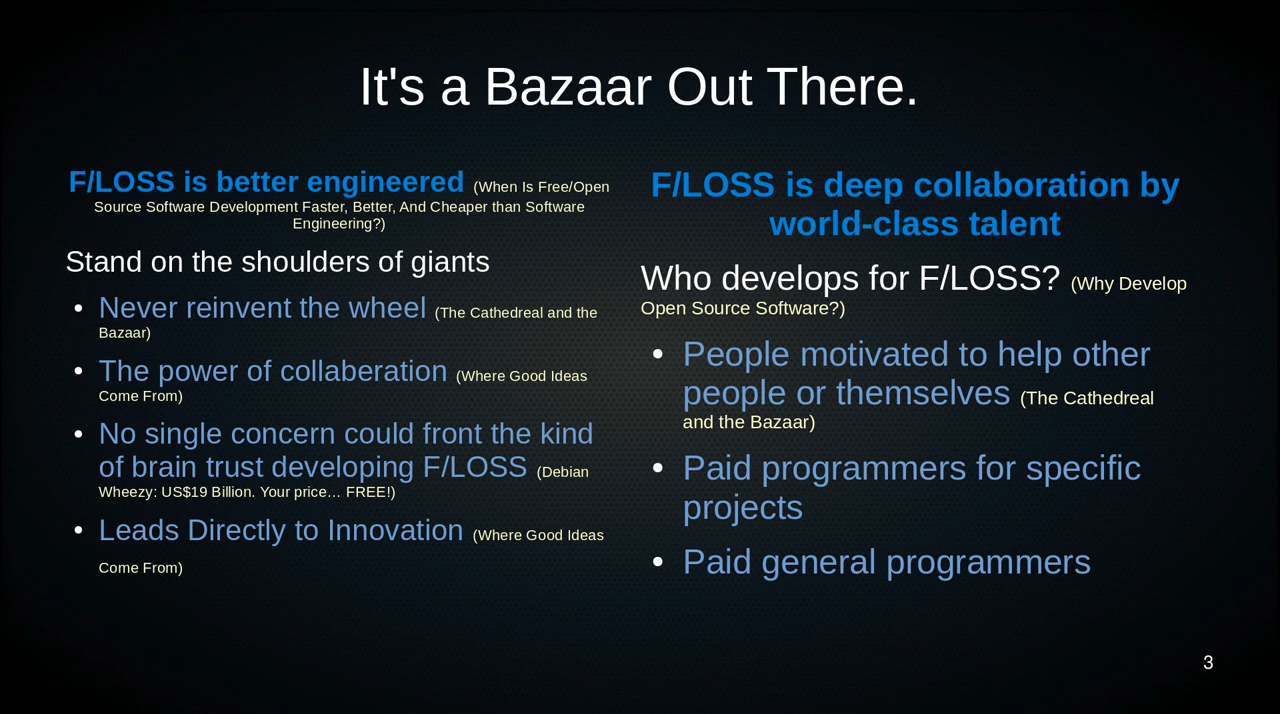 It's a Bazaar Out There.
F/LOSS is better engineered (When Is Free/Open
Source Software Development Faster, Better, And Cheaper than Software
Engineering?)
Stand on the shoulders of giants
• Never reinvent the wheel (The Cathedreal and the
Bazaar)
• The power of collaberation (Where Good Ideas
Come From)
• No single concern could front the kind
of brain trust developing F/LOSS (Debian
Wheezy: US$19 Billion. Your price… FREE!)
• Leads Directly to Innovation (Where Good Ideas
Come From)
F/LOSS is deep collaboration by
world-class talent
Who develops for F/LOSS? (Why Develop
Open Source Software?)
• People motivated to help other
people or themselves (The Cathedreal
and the Bazaar)
• Paid programmers for specific
projects
• Paid general programmers
3